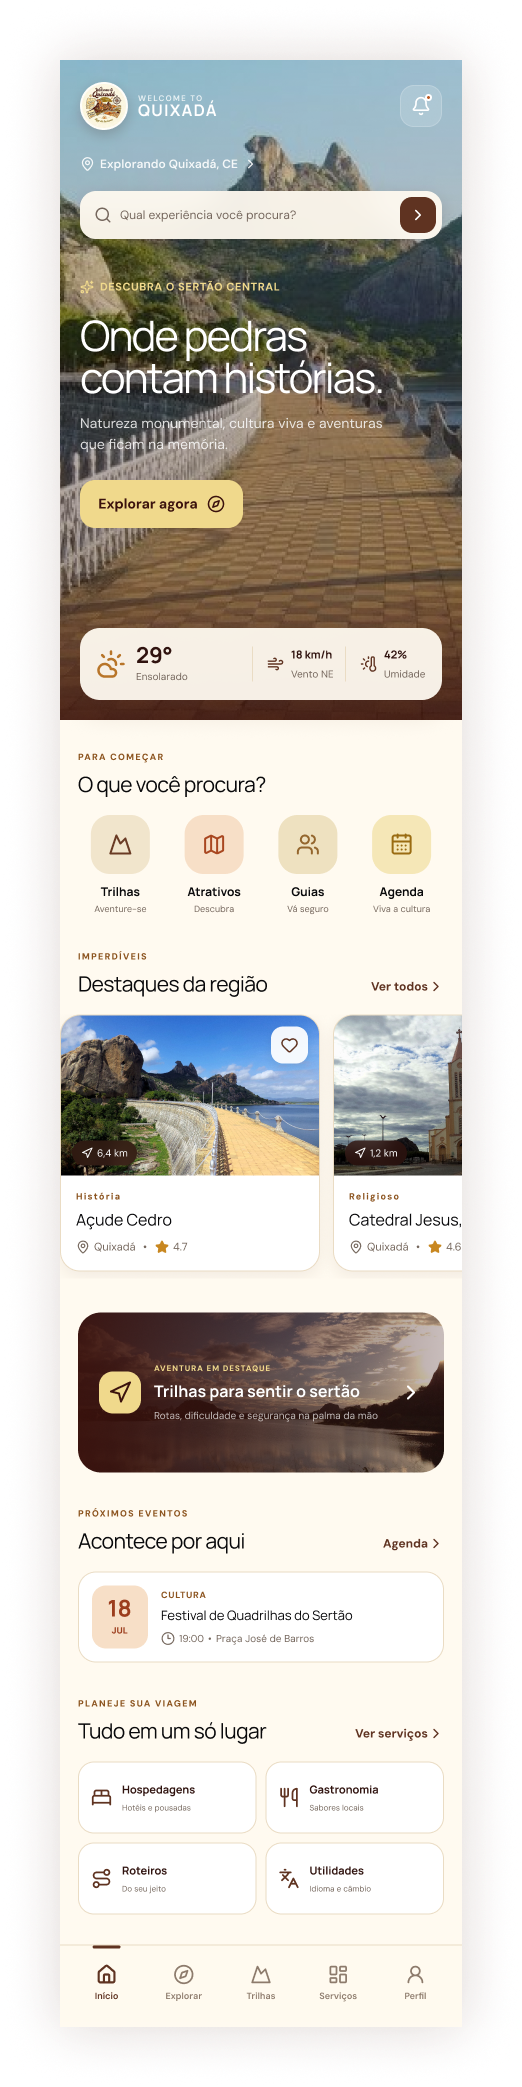 Welcome to
Quixadá
WELCOME TO
QUIXADÁ
Explorando Quixadá, CE
Qual experiência você procura?
DESCUBRA O SERTÃO CENTRAL
Onde pedras
contam histórias.
Natureza monumental, cultura viva e aventuras
que ficam na memória.
Explorar agora
29°
Ensolarado
18 km/h
Vento NE
42%
Umidade
PARA COMEÇAR
O que você procura?
Trilhas
Aventure-se
Atrativos
Descubra
Guias
Vá seguro
Agenda
Viva a cultura
IMPERDÍVEIS
Destaques da região
Ver todos
6,4 km
História
Açude Cedro
Quixadá • 4.7
1,2 km
Religioso
Catedral Jesus,
Quixadá • 4.6
AVENTURA EM DESTAQUE
Trilhas para sentir o sertão
Rotas, dificuldade e segurança na palma da mão
PRÓXIMOS EVENTOS
Acontece por aqui
Agenda
18
JUL
CULTURA
Festival de Quadrilhas do Sertão
19:00 • Praça José de Barros
PLANEJE SUA VIAGEM
Tudo em um só lugar
Ver serviços
Hospedagens
Hotéis e pousadas
Gastronomia
Sabores locais
Roteiros
Do seu jeito
Utilidades
Idioma e câmbio
Início
Explorar
Trilhas
Serviços
Perfil